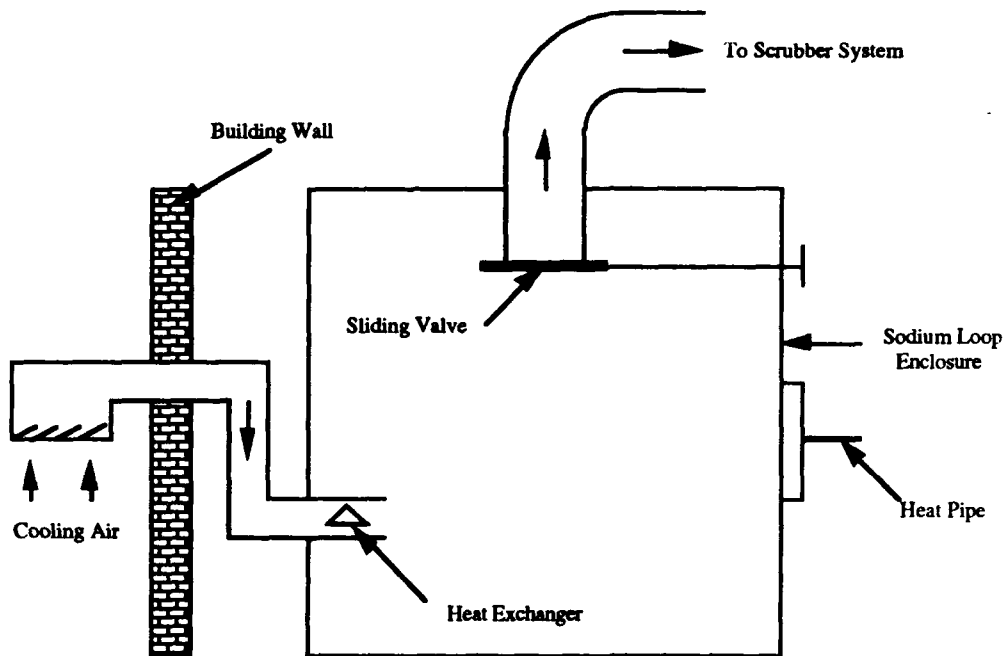 To Scrubber System
Building Wall
Sliding Valve
Sodium Loop
Enclosure
Cooling Air
Heat Pipe
Heat Exchanger